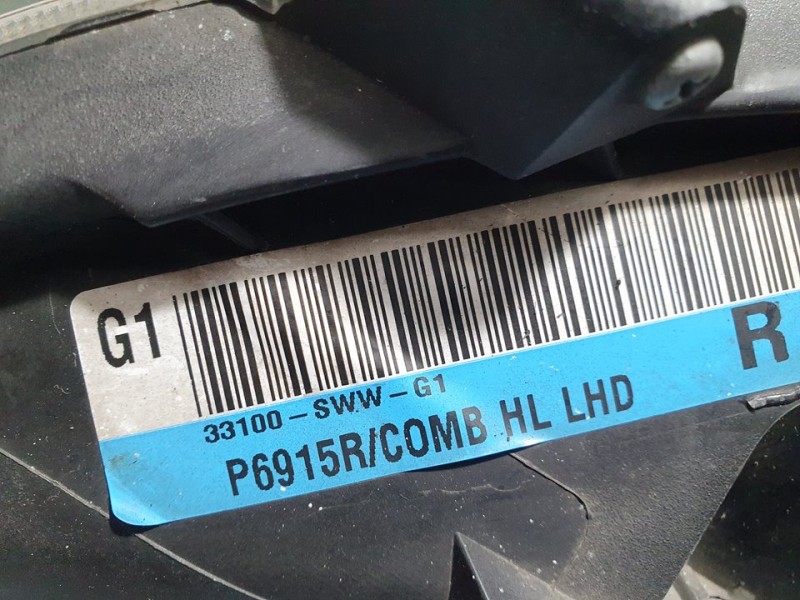 G1
33100-SWW-G1
R
P6915R/COMB HL LHD